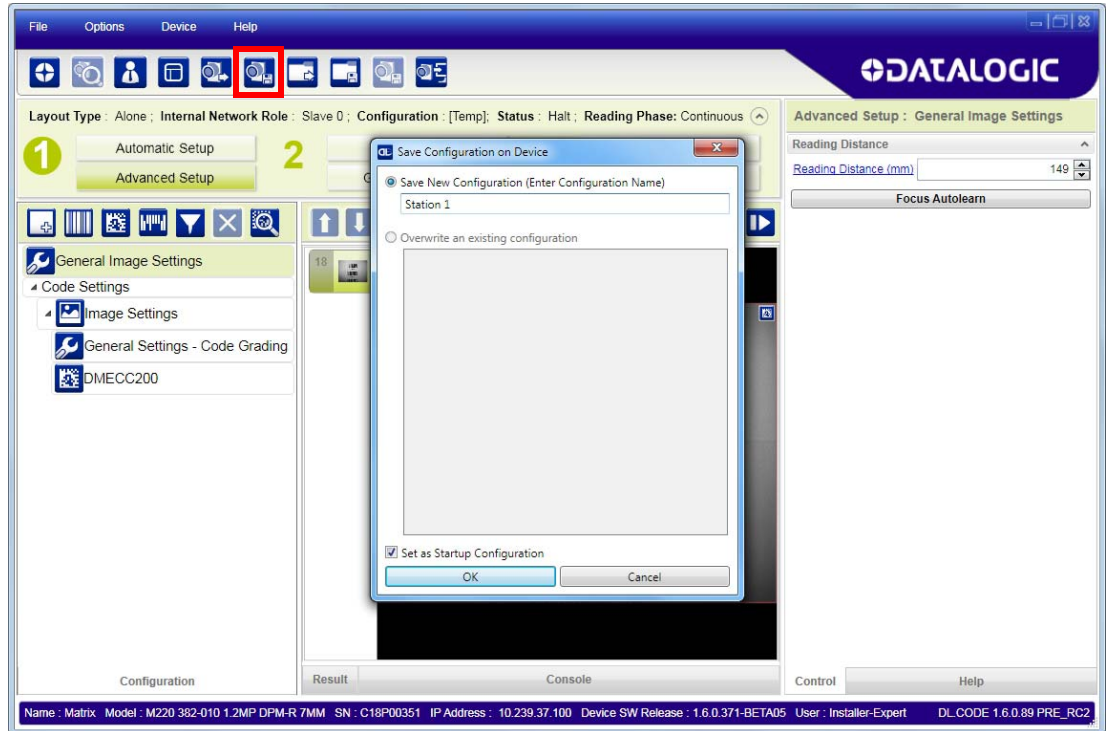 File Options Device Help
DATALOGIC
Layout Type : Alone ; Internal Network Role : Slave 0 ; Configuration : [Temp]; Status : Halt ; Reading Phase: Continuous
Advanced Setup : General Image Settings
1 Automatic Setup
Advanced Setup
2
G
Reading Distance
Reading Distance (mm) 149
Focus Autolearn
Save Configuration on Device
Save New Configuration (Enter Configuration Name)
Station 1
Overwrite an existing configuration
Set as Startup Configuration
OK Cancel
General Image Settings
Code Settings
Image Settings
General Settings - Code Grading
DMECC200
18
Configuration
Result Console
Control Help
Name : Matrix Model : M220 382-010 1.2MP DPM-R 7MM SN : C18P00351 IP Address : 10.239.37.100 Device SW Release : 1.6.0.371-BETA05 User : Installer-Expert DL.CODE 1.6.0.89 PRE_RC2